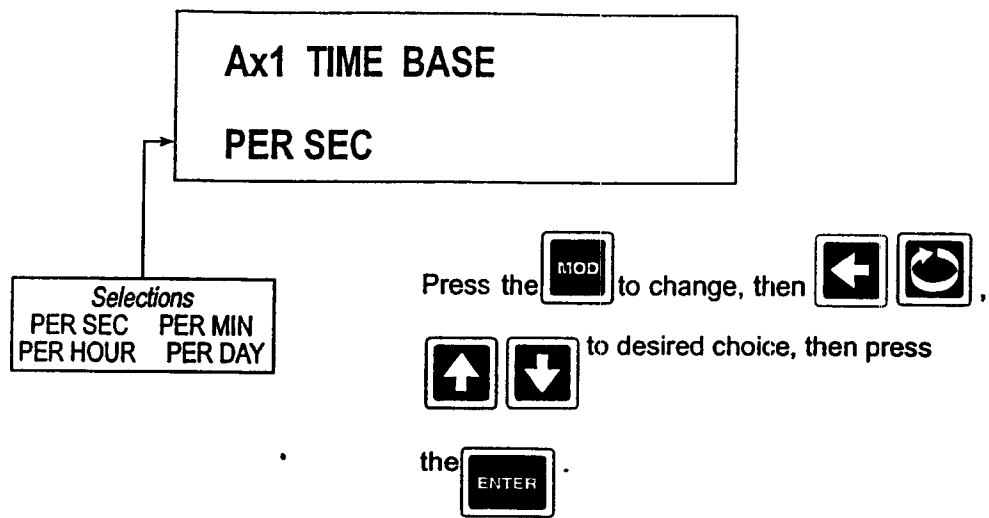 Ax1 TIME BASE
PER SEC
Selections
PER SEC PER MIN
PER HOUR PER DAY
Press the MOD to change, then ,
to desired choice, then press
the ENTER .